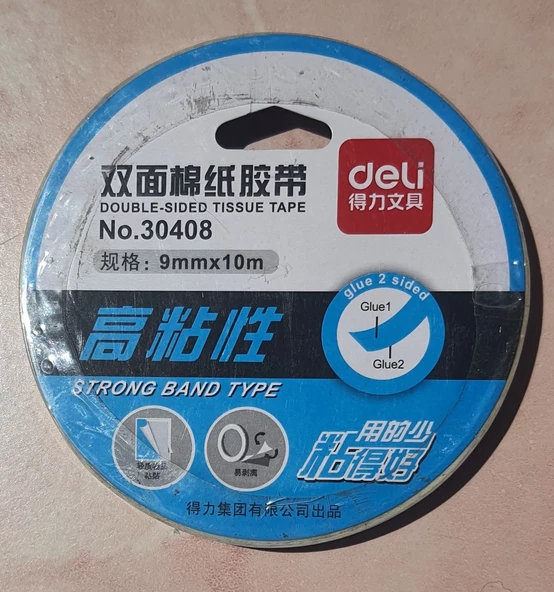 双面棉纸胶带
DOUBLE-SIDED TISSUE TAPE
No.30408
规格：9mmx10m
deli
得力文具
glue 2 sided
Glue1
Glue2
高粘性
STRONG BAND TYPE
粘贴
易剥离
用的少
粘得好
得力集团有限公司出品